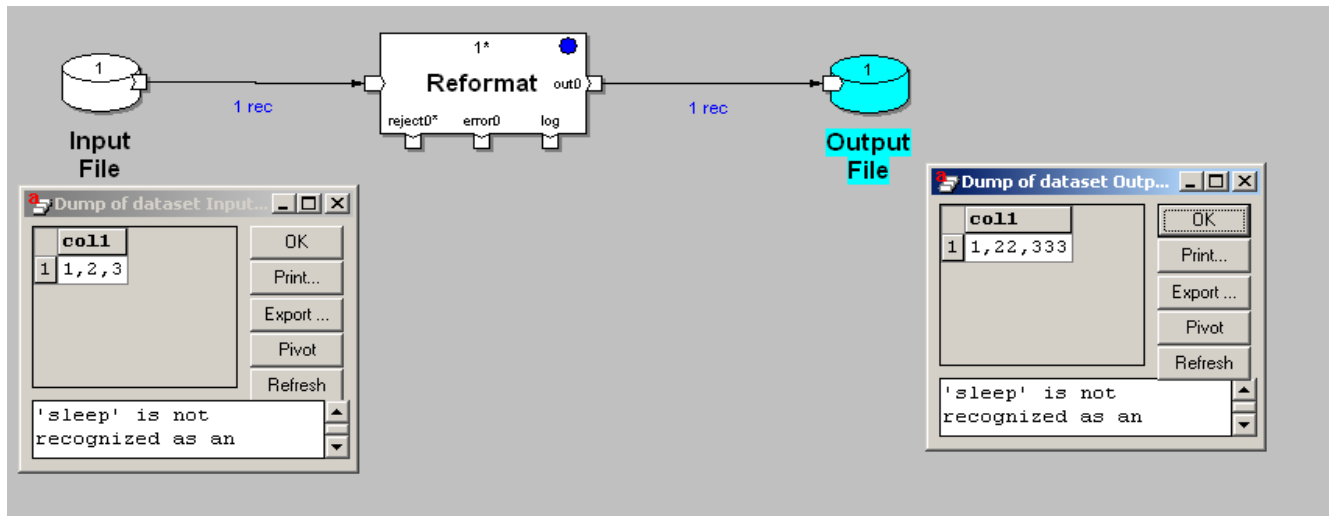 1
1 rec
Input
File
1*
Reformat
out0
reject0*
error0
log
1 rec
1
Output
File
Dump of dataset Input...
col1
1 1,2,3
OK
Print...
Export ...
Pivot
Refresh
'sleep' is not
recognized as an
Dump of dataset Outp...
col1
1 1,22,333
OK
Print...
Export ...
Pivot
Refresh
'sleep' is not
recognized as an